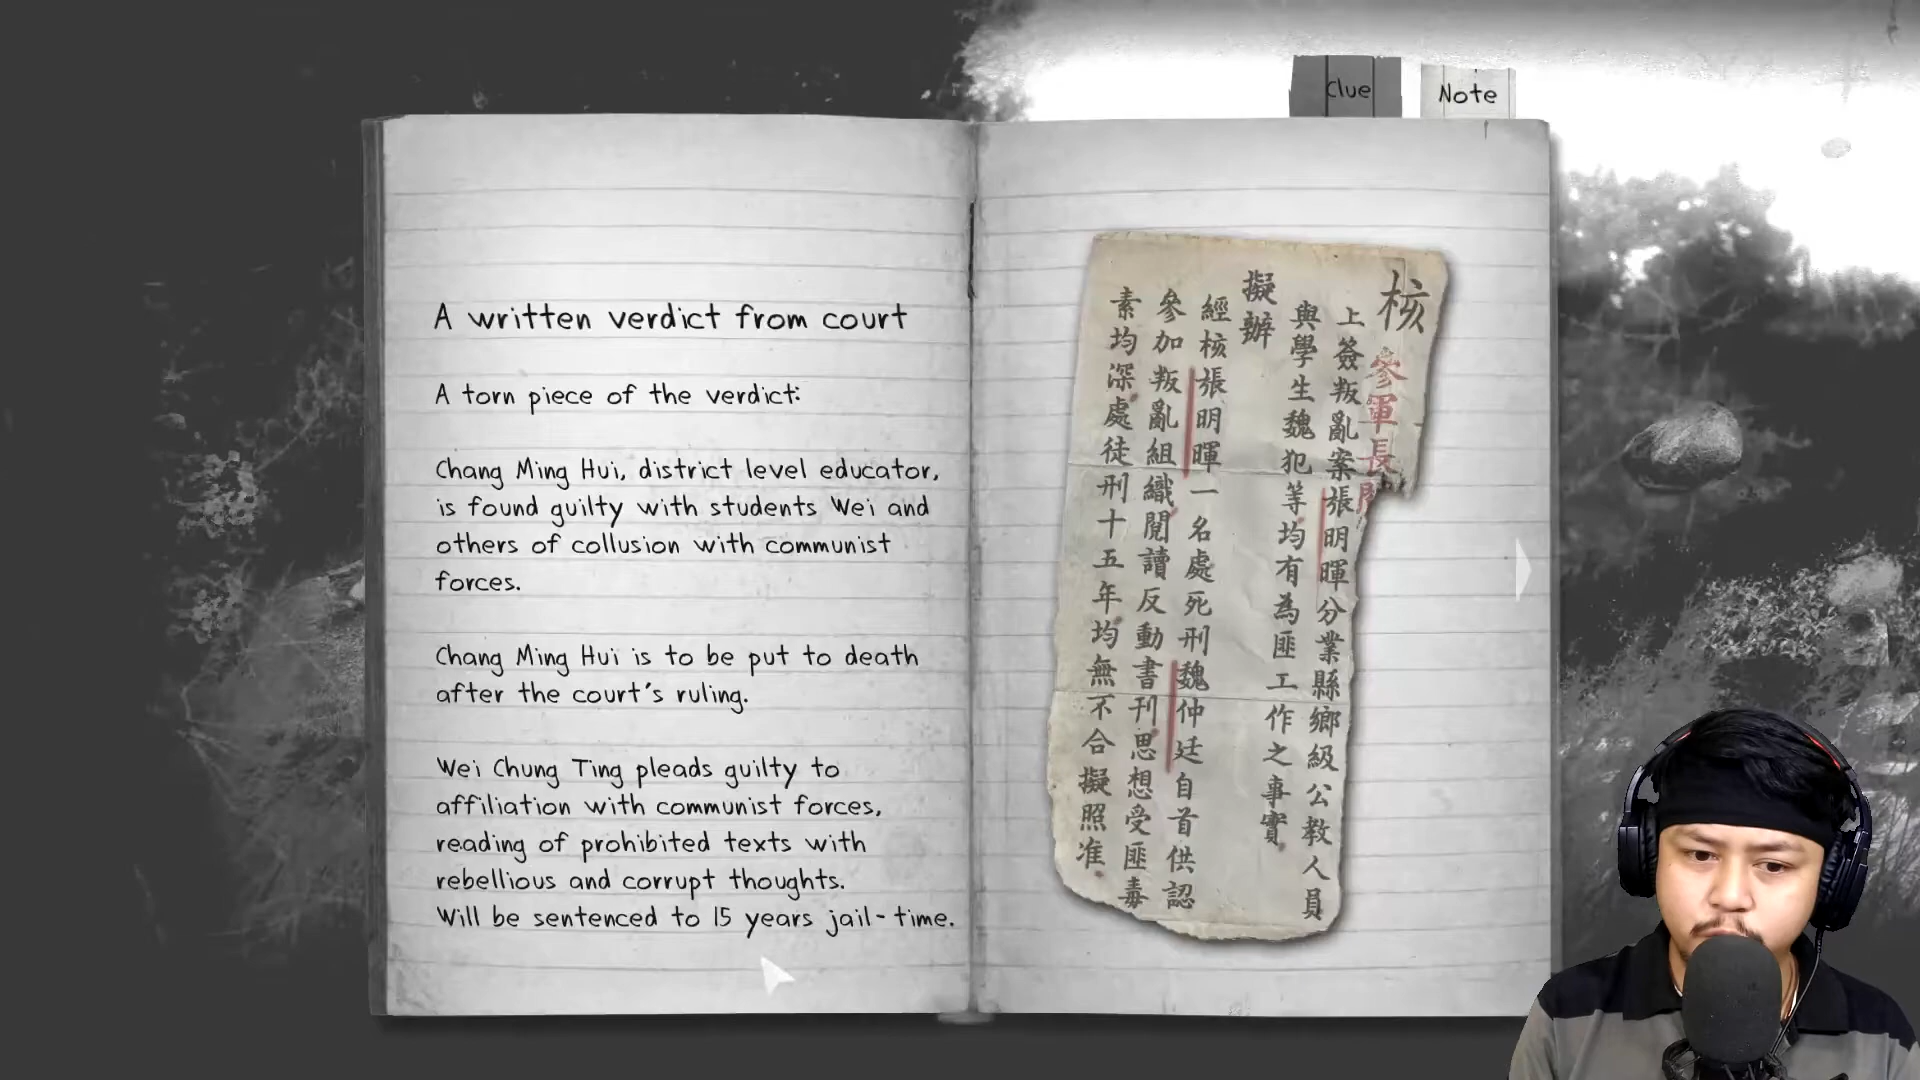 Clue
Note
A written verdict from court
A torn piece of the verdict:
Chang Ming Hui, district level educator,
is found guilty with students Wei and
others of collusion with communist
forces.
Chang Ming Hui is to be put to death
after the court's ruling.
Wei Chung Ting pleads guilty to
affiliation with communist forces,
reading of prohibited texts with
rebellious and corrupt thoughts.
Will be sentenced to 15 years jail-time.
核
參軍長
上簽叛亂案張明暉分業縣鄉級公教人員
與學生魏犯等均有為匪工作之事實
擬辦
經核張明暉一名處死刑魏仲廷自首供認
參加叛亂組織閱讀反動書刊思想受匪毒
素均深處徒刑十五年均無不合擬照准